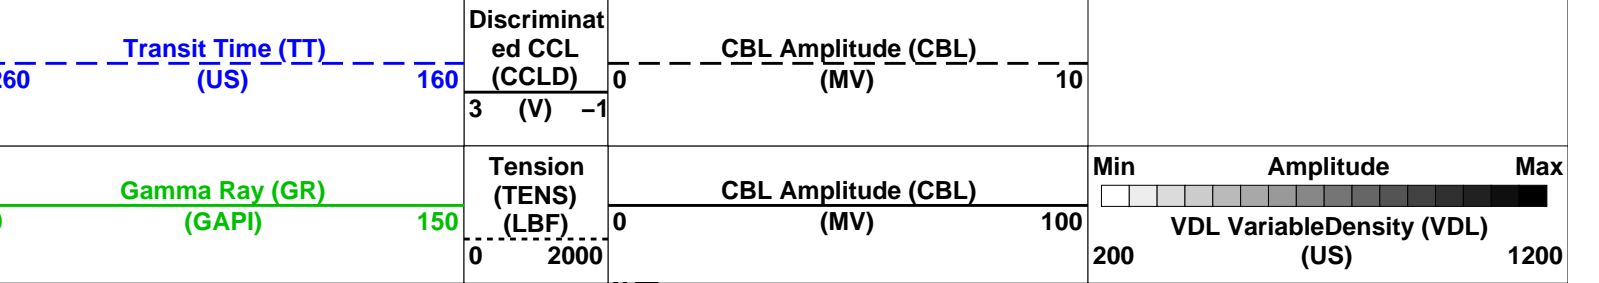 Discriminat
ed CCL
(CCLD)
3 (V) −1
Transit Time (TT)
(US) 160
CBL Amplitude (CBL)
0 (MV) 10
Gamma Ray (GR)
(GAPI) 150
Tension
(TENS)
(LBF)
0 2000
CBL Amplitude (CBL)
0 (MV) 100
Min Amplitude Max
VDL VariableDensity (VDL)
200 (US) 1200